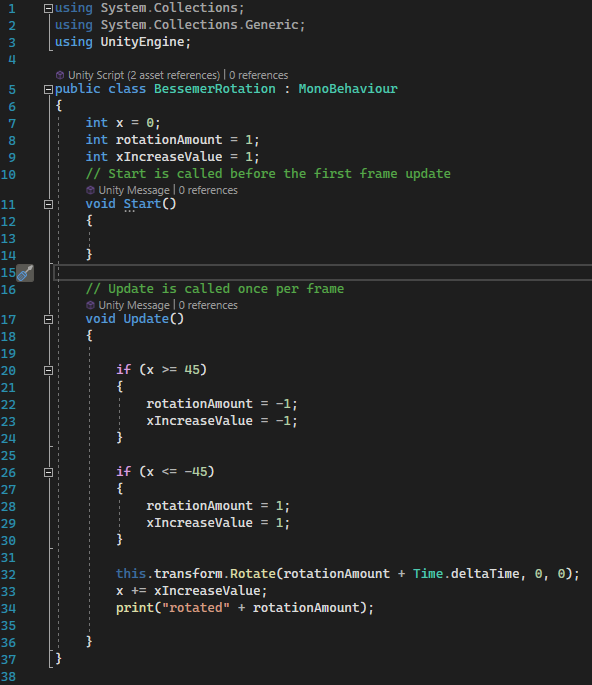 1 using System.Collections;
2 using System.Collections.Generic;
3 using UnityEngine;
4
Unity Script (2 asset references) | 0 references
5 public class BessemerRotation : MonoBehaviour
6 {
7 int x = 0;
8 int rotationAmount = 1;
9 int xIncreaseValue = 1;
10 // Start is called before the first frame update
Unity Message | 0 references
11 void Start()
12 {
13
14 }
15
16 // Update is called once per frame
Unity Message | 0 references
17 void Update()
18 {
19
20 if (x >= 45)
21 {
22 rotationAmount = -1;
23 xIncreaseValue = -1;
24 }
25
26 if (x <= -45)
27 {
28 rotationAmount = 1;
29 xIncreaseValue = 1;
30 }
31
32 this.transform.Rotate(rotationAmount + Time.deltaTime, 0, 0);
33 x += xIncreaseValue;
34 print("rotated" + rotationAmount);
35
36 }
37 }
38